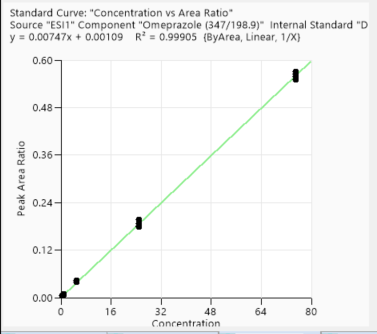 Standard Curve: "Concentration vs Area Ratio"
Source "ESI1" Component "Omeprazole (347/198.9)" Internal Standard "D
y = 0.00747x + 0.00109 R² = 0.99905 (ByArea, Linear, 1/X)
0.60
0.48
0.36
0.24
0.12
0.00
Peak Area Ratio
0 16 32 48 64 80
Concentration